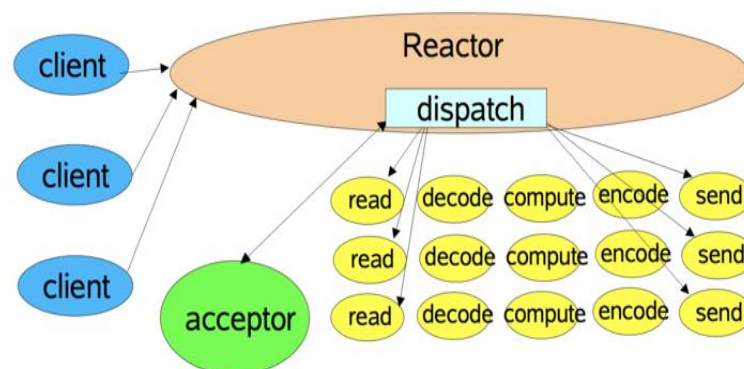 Reactor
client
dispatch
client
read decode compute encode send
read decode compute encode send
client
acceptor
read decode compute encode send